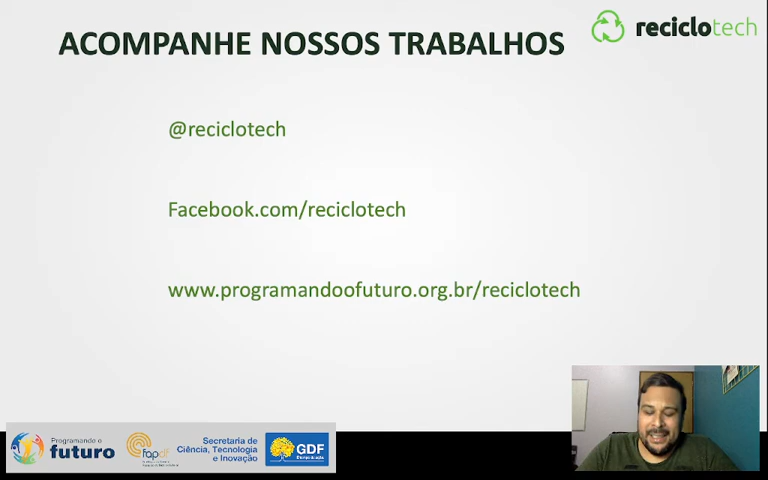 ACOMPANHE NOSSOS TRABALHOS
reciclotech
@reciclotech
Facebook.com/reciclotech
www.programandoofuturo.org.br/reciclotech
Programando o
futuro
fapdf
Secretaria de
Ciência, Tecnologia
e Inovação
GDF